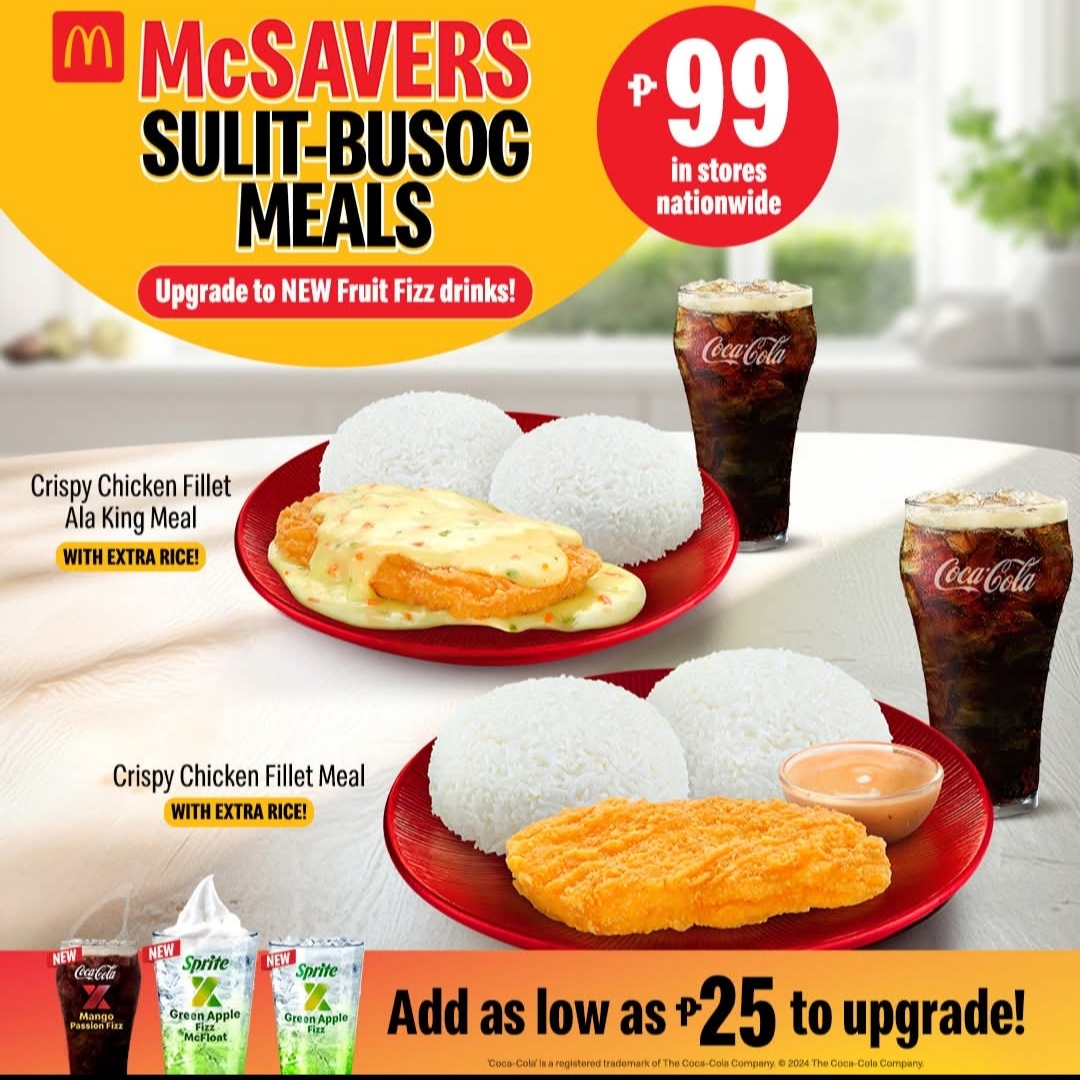 McSAVERS
SULIT-BUSOG
MEALS
Upgrade to NEW Fruit Fizz drinks!
₱99
in stores
nationwide
Coca-Cola
Coca-Cola
Crispy Chicken Fillet
Ala King Meal
WITH EXTRA RICE!
Crispy Chicken Fillet Meal
WITH EXTRA RICE!
NEW
Coca-Cola
Mango
Passion Fizz
NEW
Sprite
Green Apple
Fizz
McFloat
NEW
Sprite
Green Apple
Fizz
Add as low as ₱25 to upgrade!
'Coca-Cola' is a registered trademark of The Coca-Cola Company. © 2024 The Coca-Cola Company.